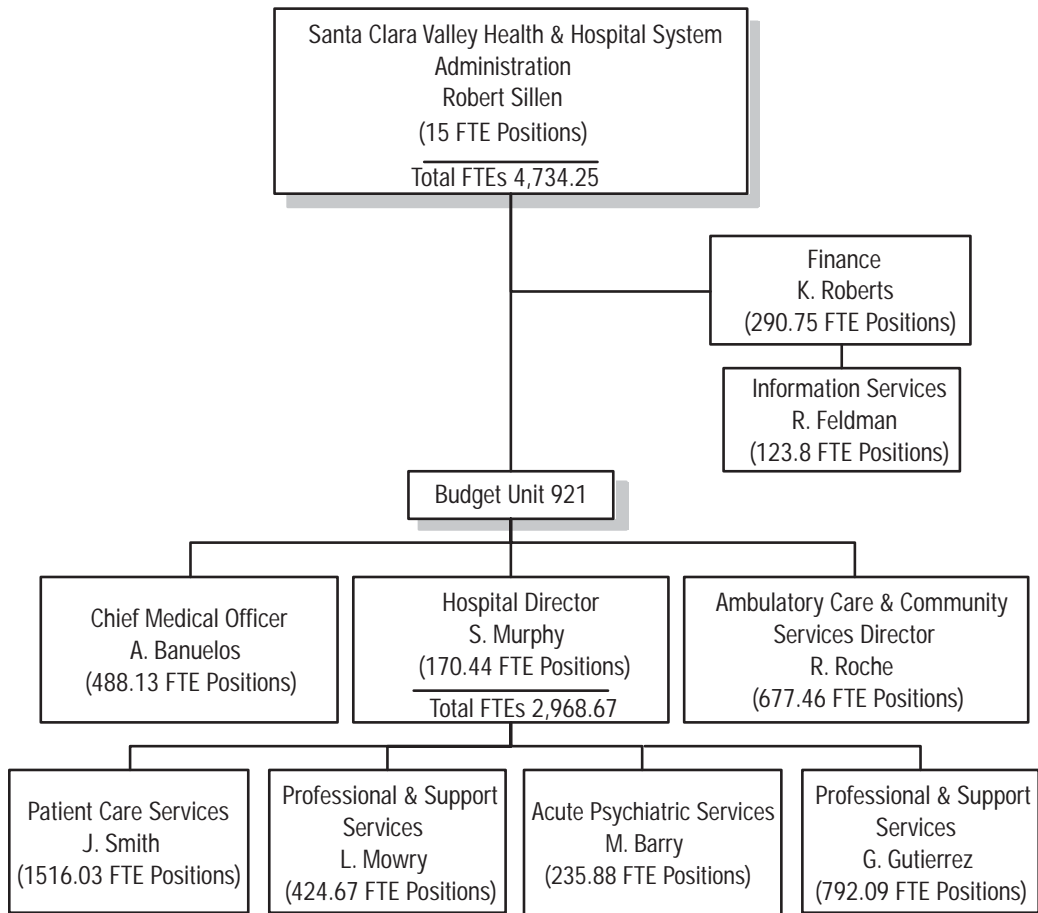 Santa Clara Valley Health & Hospital System
Administration
Robert Sillen
(15 FTE Positions)
Total FTEs 4,734.25
Finance
K. Roberts
(290.75 FTE Positions)
Information Services
R. Feldman
(123.8 FTE Positions)
Budget Unit 921
Chief Medical Officer
A. Banuelos
(488.13 FTE Positions)
Hospital Director
S. Murphy
(170.44 FTE Positions)
Total FTEs 2,968.67
Ambulatory Care & Community
Services Director
R. Roche
(677.46 FTE Positions)
Patient Care Services
J. Smith
(1516.03 FTE Positions)
Professional & Support
Services
L. Mowry
(424.67 FTE Positions)
Acute Psychiatric Services
M. Barry
(235.88 FTE Positions)
Professional & Support
Services
G. Gutierrez
(792.09 FTE Positions)